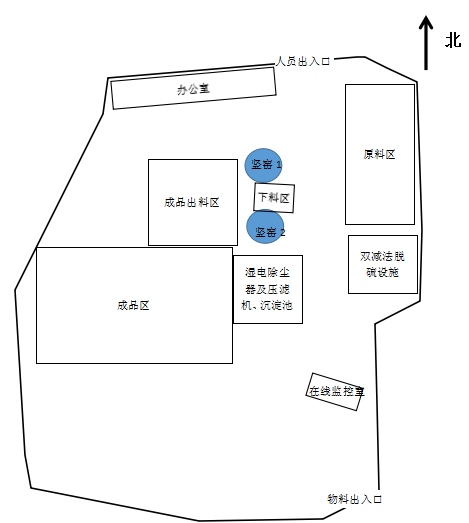 北
人员出入口
办公室
原料区
竖窑 1
下料区
成品出料区
竖窑 2
双减法脱
硫设施
湿电除尘
器及压滤
机、沉淀池
成品区
在线监控室
物料出入口